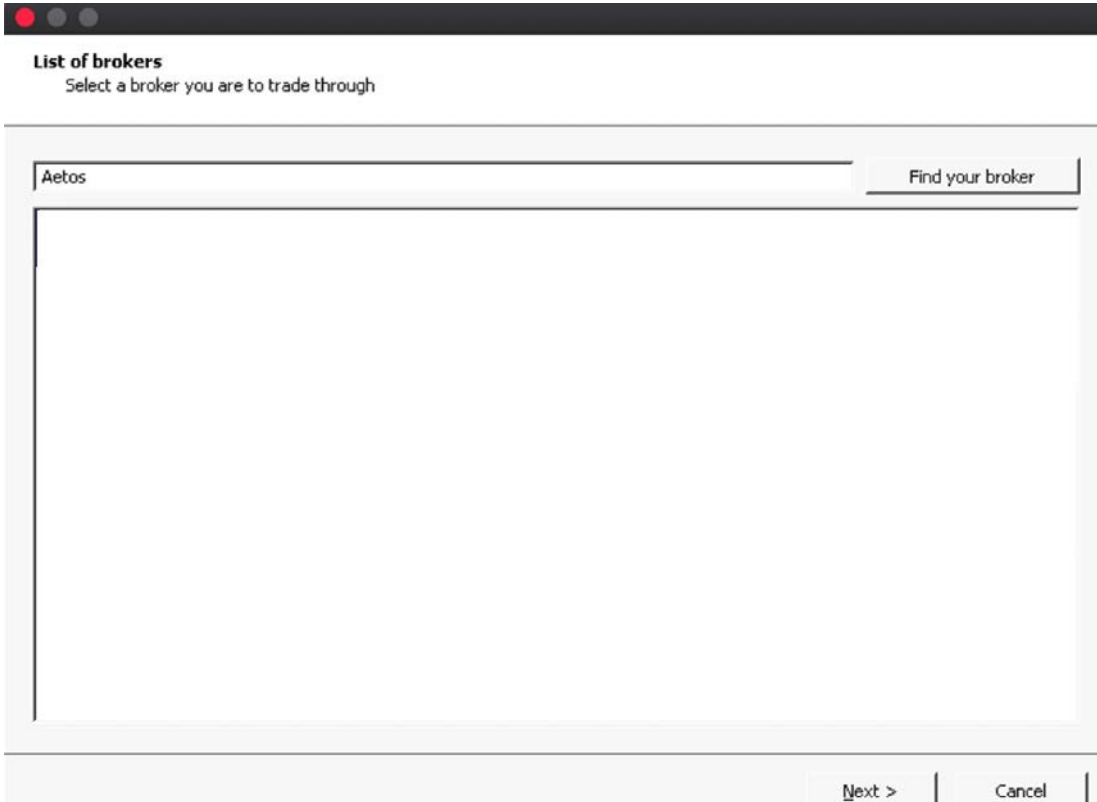 List of brokers
Select a broker you are to trade through
Aetos
Find your broker
Next >
Cancel